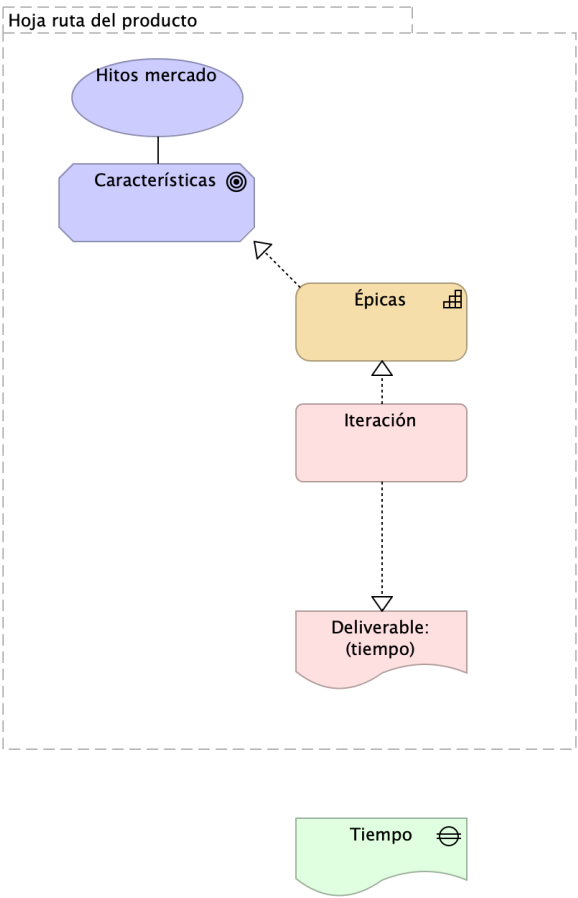 Hoja ruta del producto
Hitos mercado
Características
Épicas
Iteración
Deliverable:
(tiempo)
Tiempo